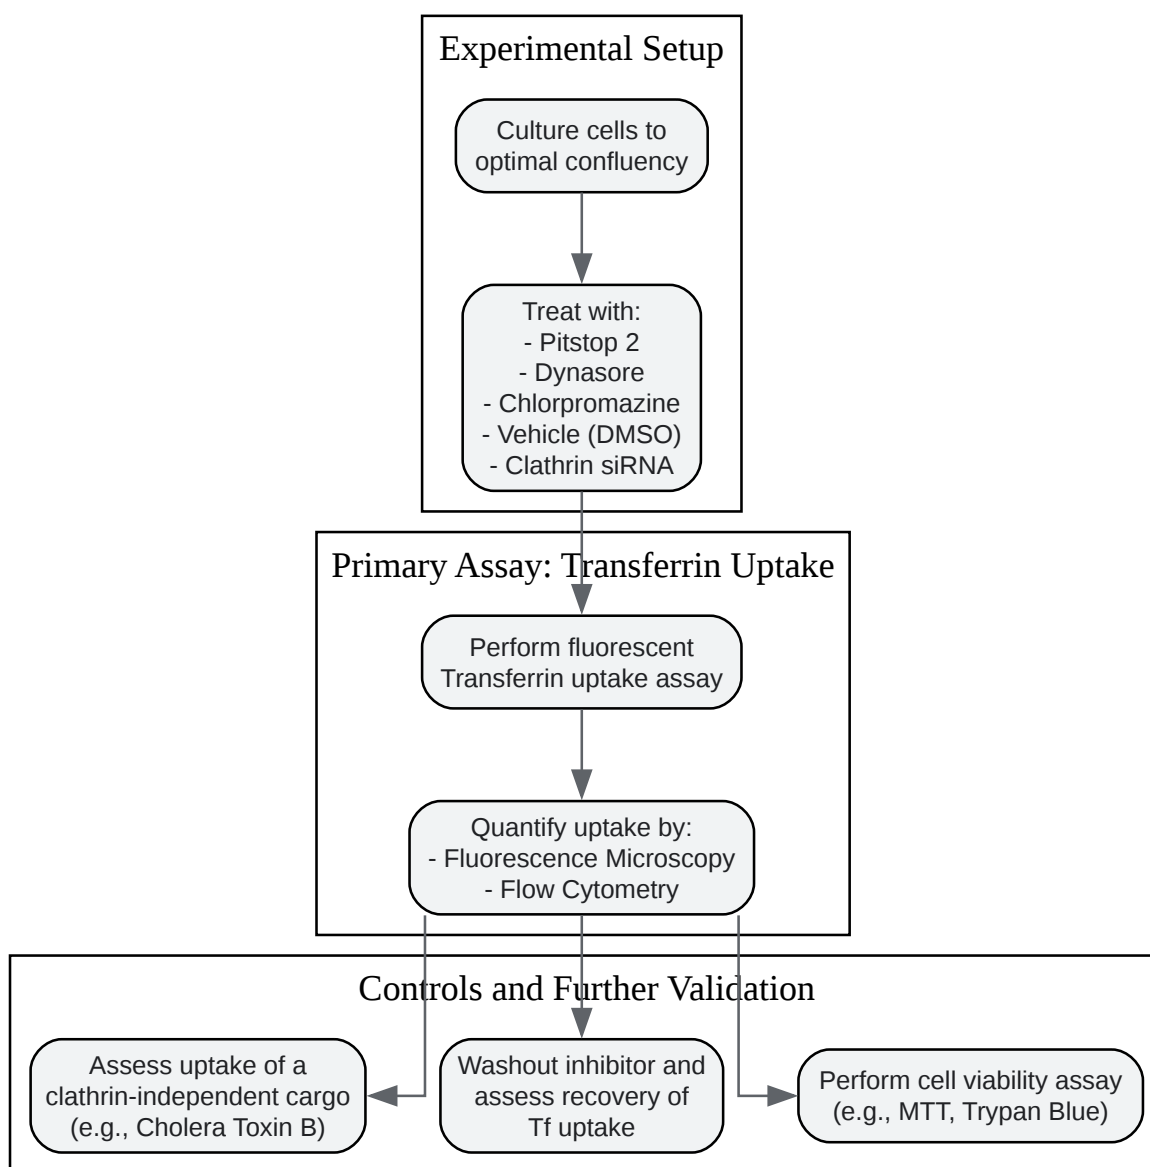 Experimental Setup
Culture cells to
optimal confluency
Treat with:
- Pitstop 2
- Dynasore
- Chlorpromazine
- Vehicle (DMSO)
- Clathrin siRNA
Primary Assay: Transferrin Uptake
Perform fluorescent
Transferrin uptake assay
Quantify uptake by:
- Fluorescence Microscopy
- Flow Cytometry
Controls and Further Validation
Assess uptake of a
clathrin-independent cargo
(e.g., Cholera Toxin B)
Washout inhibitor and
assess recovery of
Tf uptake
Perform cell viability assay
(e.g., MTT, Trypan Blue)